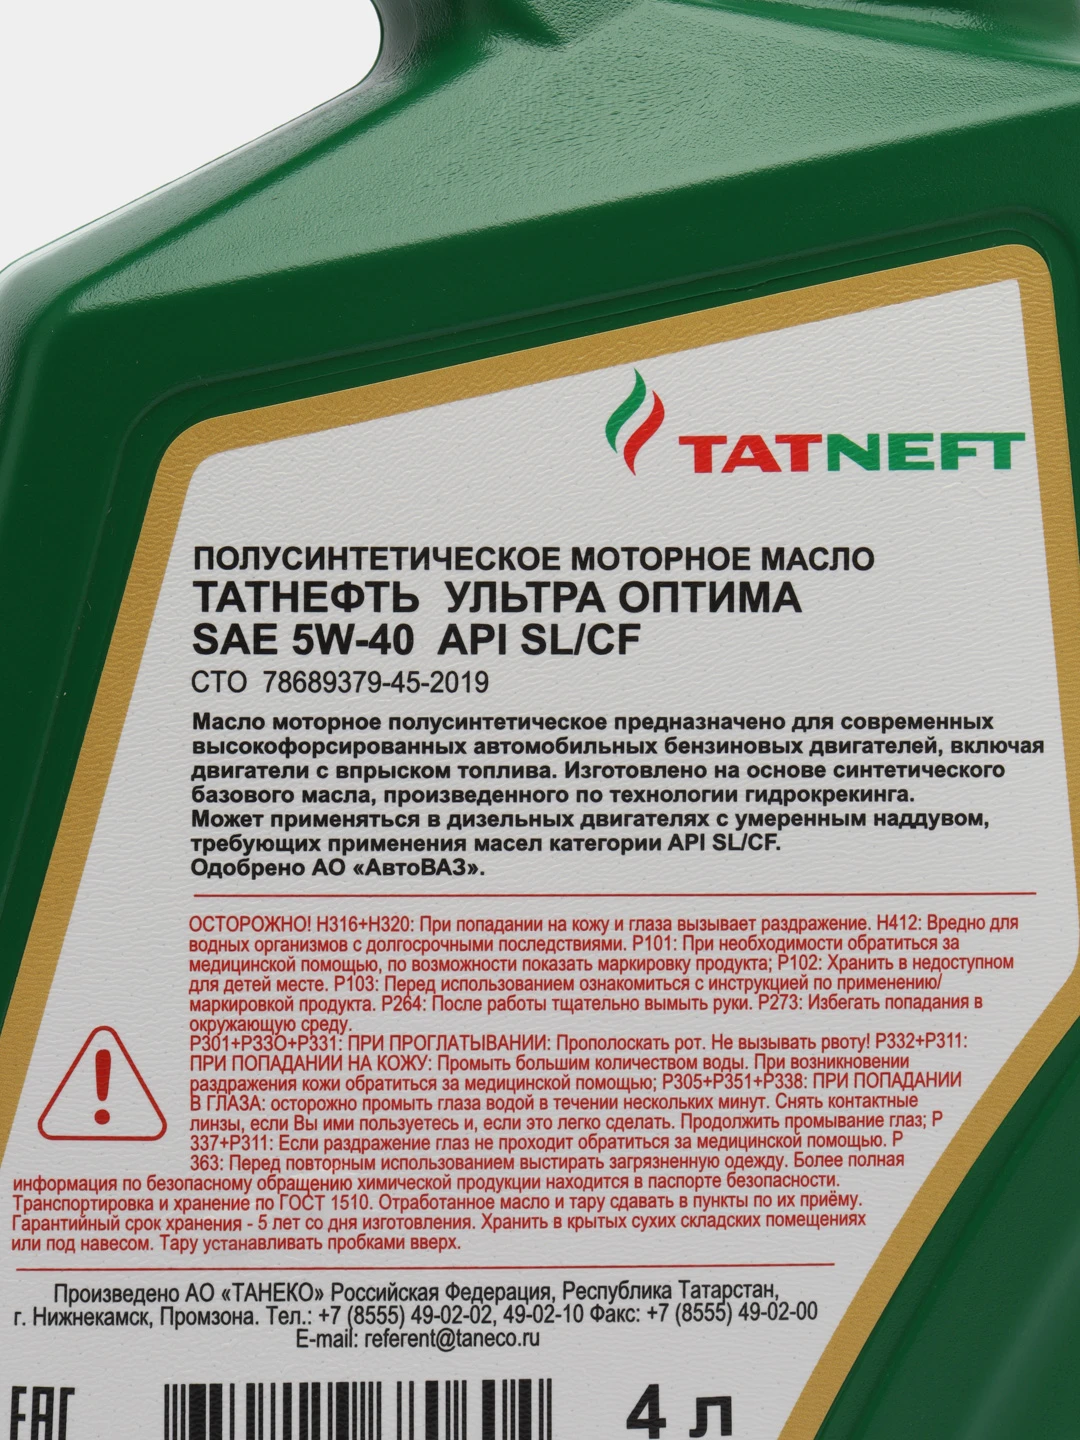 TATNEFT
ПОЛУСИНТЕТИЧЕСКОЕ МОТОРНОЕ МАСЛО
ТАТНЕФТЬ УЛЬТРА ОПТИМА
SAE 5W-40 API SL/CF
СТО 78689379-45-2019
Масло моторное полусинтетическое предназначено для современных
высокофорсированных автомобильных бензиновых двигателей, включая
двигатели с впрыском топлива. Изготовлено на основе синтетического
базового масла, произведенного по технологии гидрокрекинга.
Может применяться в дизельных двигателях с умеренным наддувом,
требующих применения масел категории API SL/CF.
Одобрено АО «АвтоВАЗ».
ОСТОРОЖНО! H316+H320: При попадании на кожу и глаза вызывает раздражение. H412: Вредно для
водных организмов с долгосрочными последствиями. P101: При необходимости обратиться за
медицинской помощью, по возможности показать маркировку продукта; P102: Хранить в недоступном
для детей месте. P103: Перед использованием ознакомиться с инструкцией по применению/
маркировкой продукта. P264: После работы тщательно вымыть руки. P273: Избегать попадания в
окружающую среду.
P301+P33O+P331: ПРИ ПРОГЛАТЫВАНИИ: Прополоскать рот. Не вызывать рвоту! P332+P311:
ПРИ ПОПАДАНИИ НА КОЖУ: Промыть большим количеством воды. При возникновении
раздражения кожи обратиться за медицинской помощью; P305+P351+P338: ПРИ ПОПАДАНИИ
В ГЛАЗА: осторожно промыть глаза водой в течении нескольких минут. Снять контактные
линзы, если Вы ими пользуетесь и, если это легко сделать. Продолжить промывание глаз; P
337+P311: Если раздражение глаз не проходит обратиться за медицинской помощью. P
363: Перед повторным использованием выстирать загрязненную одежду. Более полная
информация по безопасному обращению химической продукции находится в паспорте безопасности.
Транспортировка и хранение по ГОСТ 1510. Отработанное масло и тару сдавать в пункты по их приёму.
Гарантийный срок хранения - 5 лет со дня изготовления. Хранить в крытых сухих складских помещениях
или под навесом. Тару устанавливать пробками вверх.
Произведено АО «ТАНЕКО» Российская Федерация, Республика Татарстан,
г. Нижнекамск, Промзона. Тел.: +7 (8555) 49-02-02, 49-02-10 Факс: +7 (8555) 49-02-00
E-mail: referent@taneco.ru
EAC
4 л